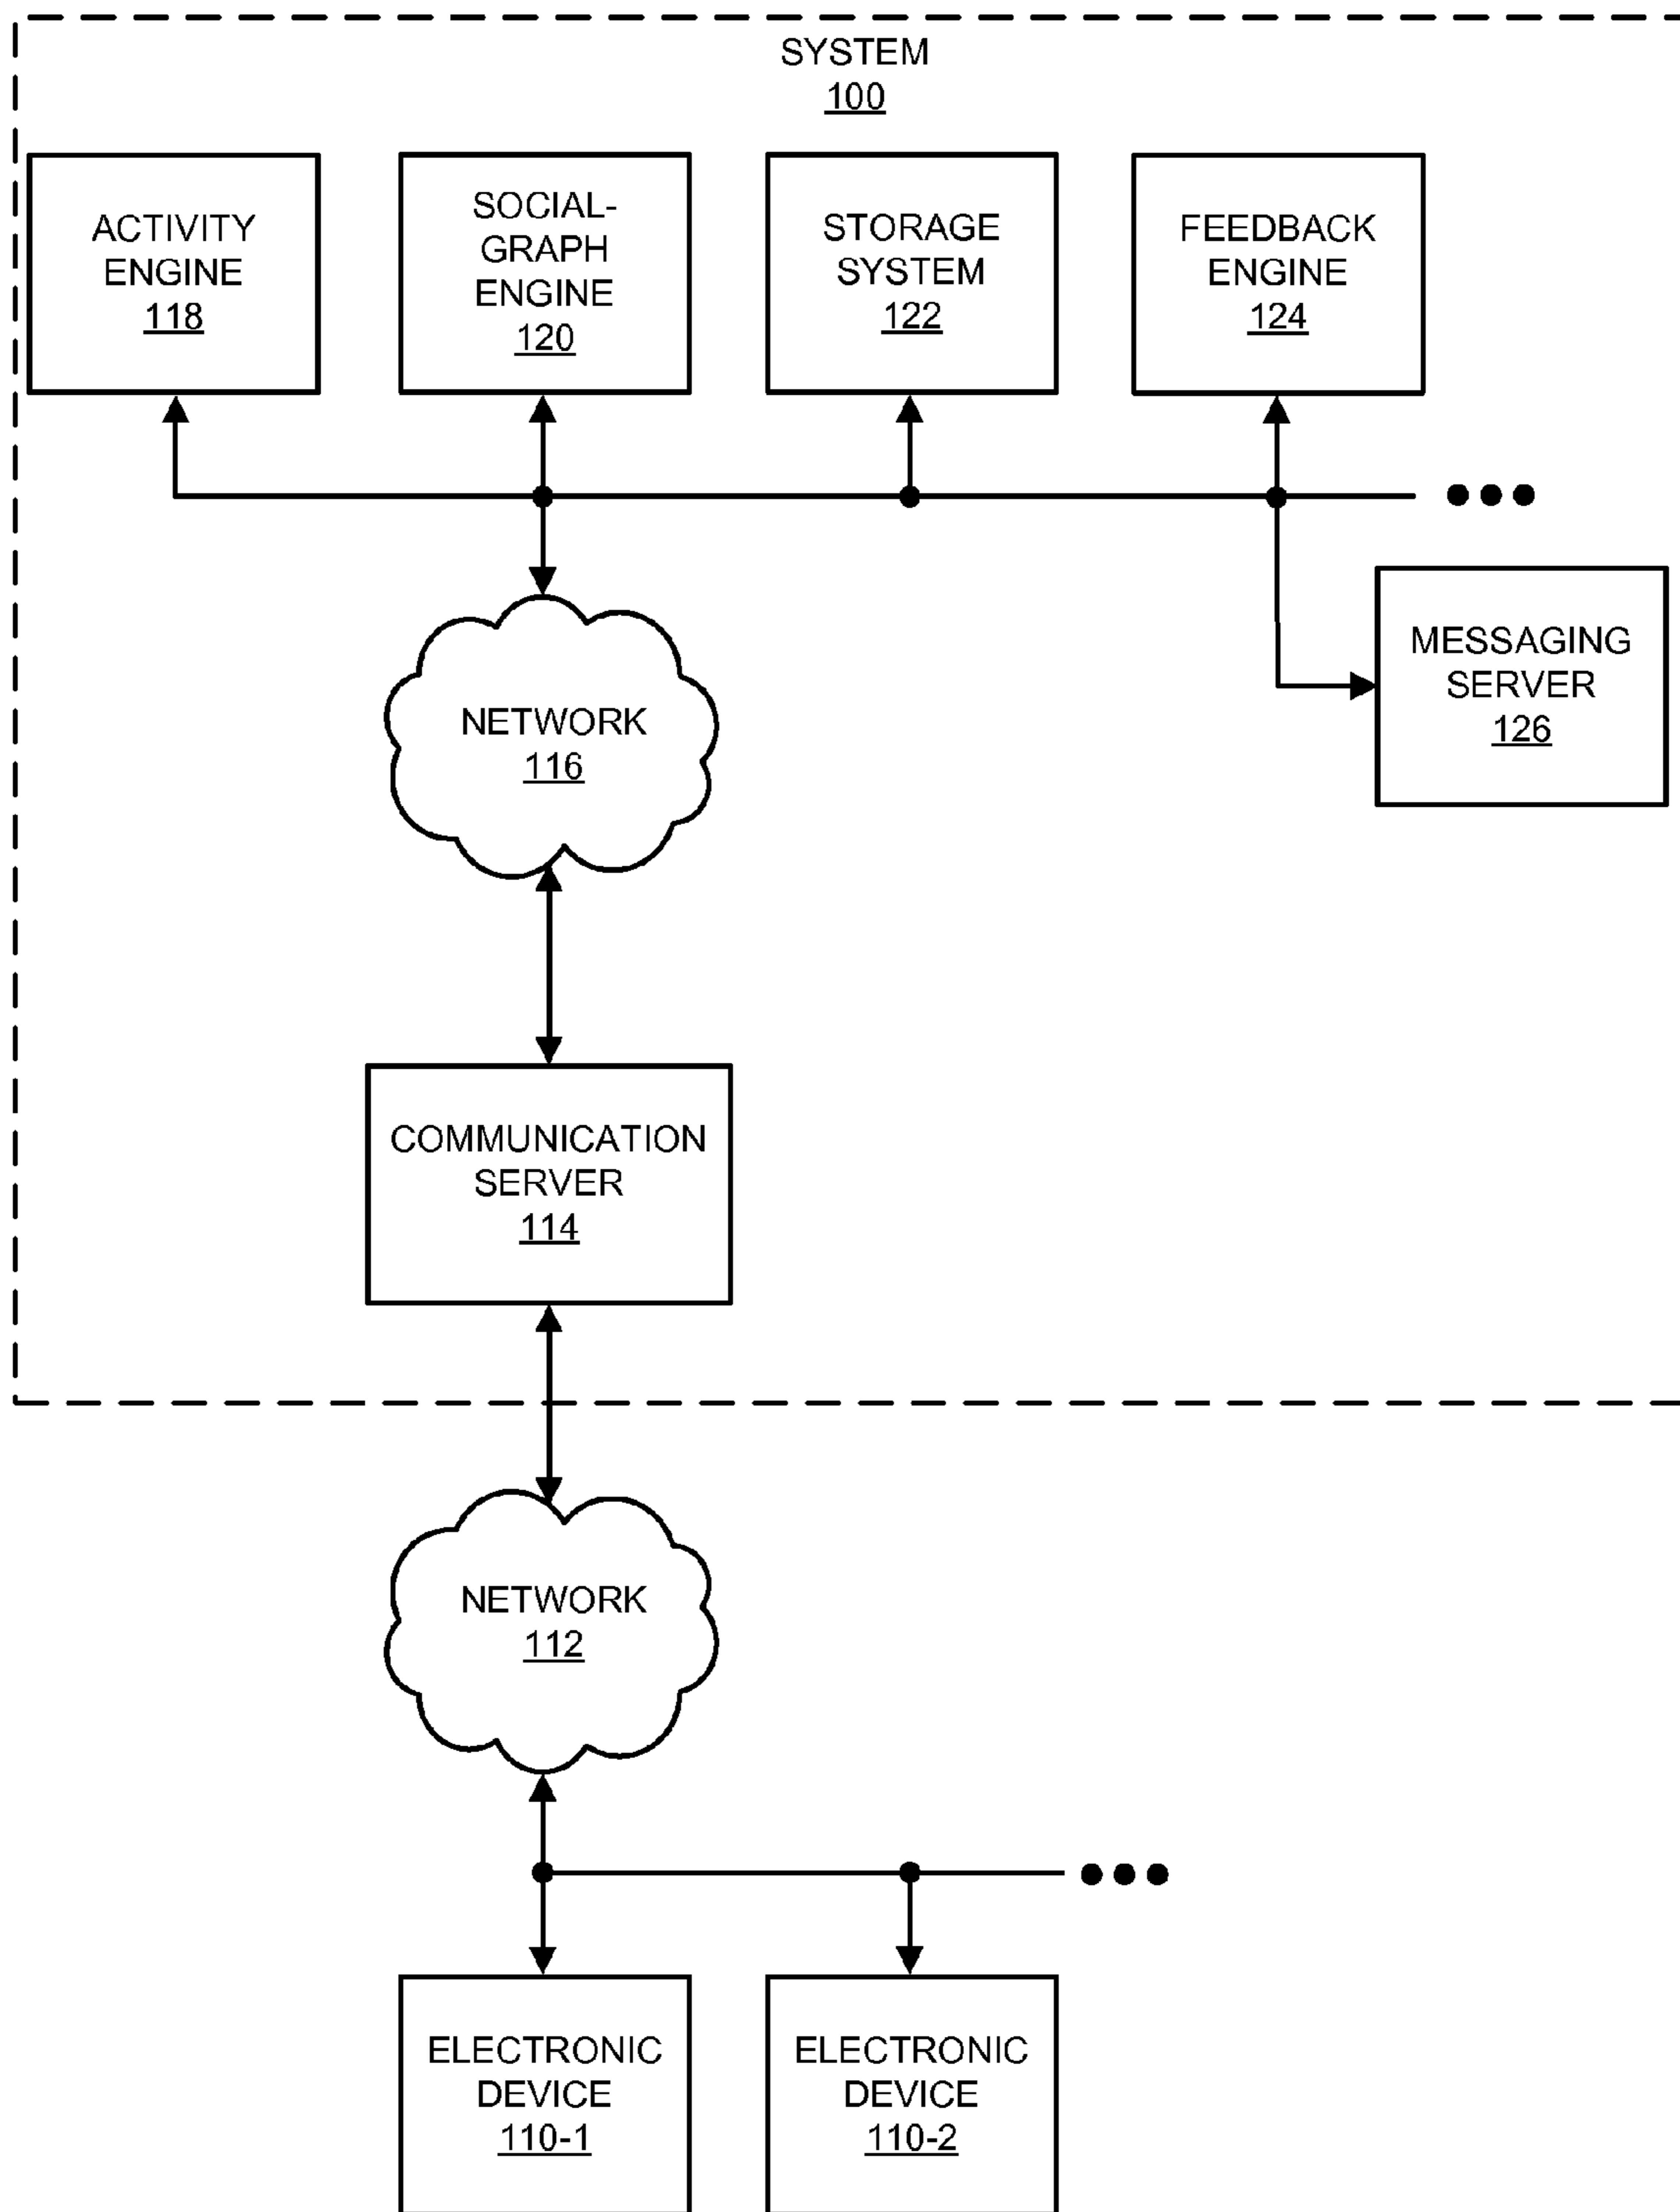 SYSTEM
100
ACTIVITY
ENGINE
118
SOCIAL-
GRAPH
ENGINE
120
STORAGE
SYSTEM
122
FEEDBACK
ENGINE
124
MESSAGING
SERVER
126
NETWORK
116
COMMUNICATION
SERVER
114
NETWORK
112
ELECTRONIC
DEVICE
110-1
ELECTRONIC
DEVICE
110-2